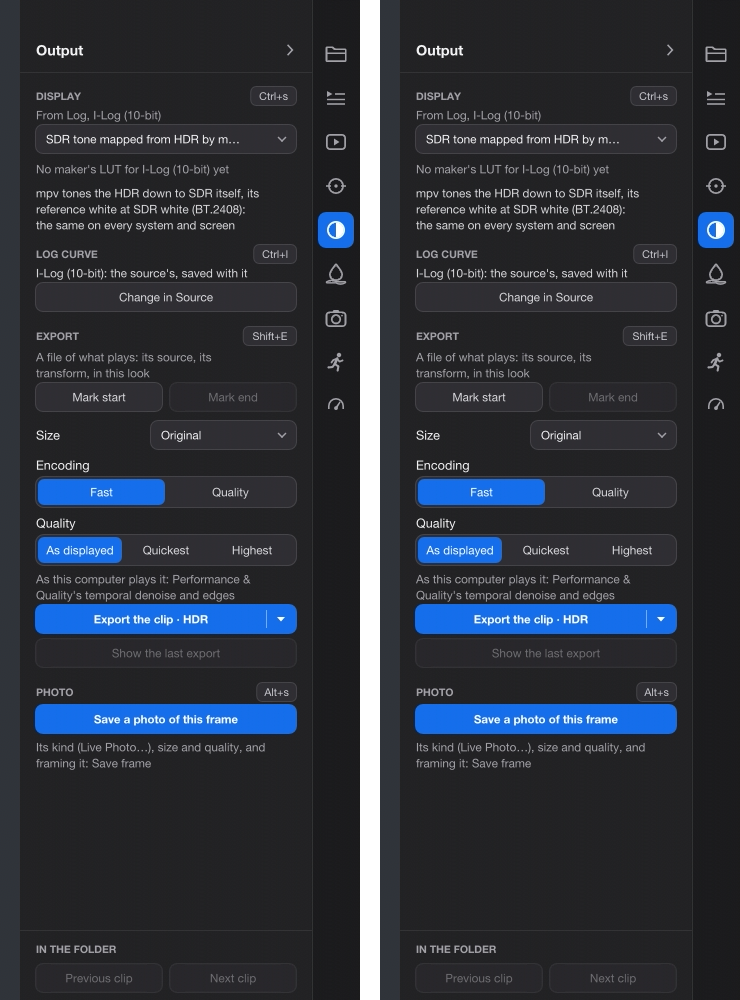 Output
DISPLAY Ctrl+s
From Log, I-Log (10-bit)
SDR tone mapped from HDR by m…
No maker's LUT for I-Log (10-bit) yet
mpv tones the HDR down to SDR itself, its
reference white at SDR white (BT.2408):
the same on every system and screen
LOG CURVE Ctrl+l
I-Log (10-bit): the source's, saved with it
Change in Source
EXPORT Shift+E
A file of what plays: its source, its
transform, in this look
Mark start Mark end
Size Original
Encoding
Fast Quality
Quality
As displayed Quickest Highest
As this computer plays it: Performance &
Quality's temporal denoise and edges
Export the clip · HDR
Show the last export
PHOTO Alt+s
Save a photo of this frame
Its kind (Live Photo…), size and quality, and
framing it: Save frame
IN THE FOLDER
Previous clip Next clip
Output
DISPLAY Ctrl+s
From Log, I-Log (10-bit)
SDR tone mapped from HDR by m…
No maker's LUT for I-Log (10-bit) yet
mpv tones the HDR down to SDR itself, its
reference white at SDR white (BT.2408):
the same on every system and screen
LOG CURVE Ctrl+l
I-Log (10-bit): the source's, saved with it
Change in Source
EXPORT Shift+E
A file of what plays: its source, its
transform, in this look
Mark start Mark end
Size Original
Encoding
Fast Quality
Quality
As displayed Quickest Highest
As this computer plays it: Performance &
Quality's temporal denoise and edges
Export the clip · HDR
Show the last export
PHOTO Alt+s
Save a photo of this frame
Its kind (Live Photo…), size and quality, and
framing it: Save frame
IN THE FOLDER
Previous clip Next clip